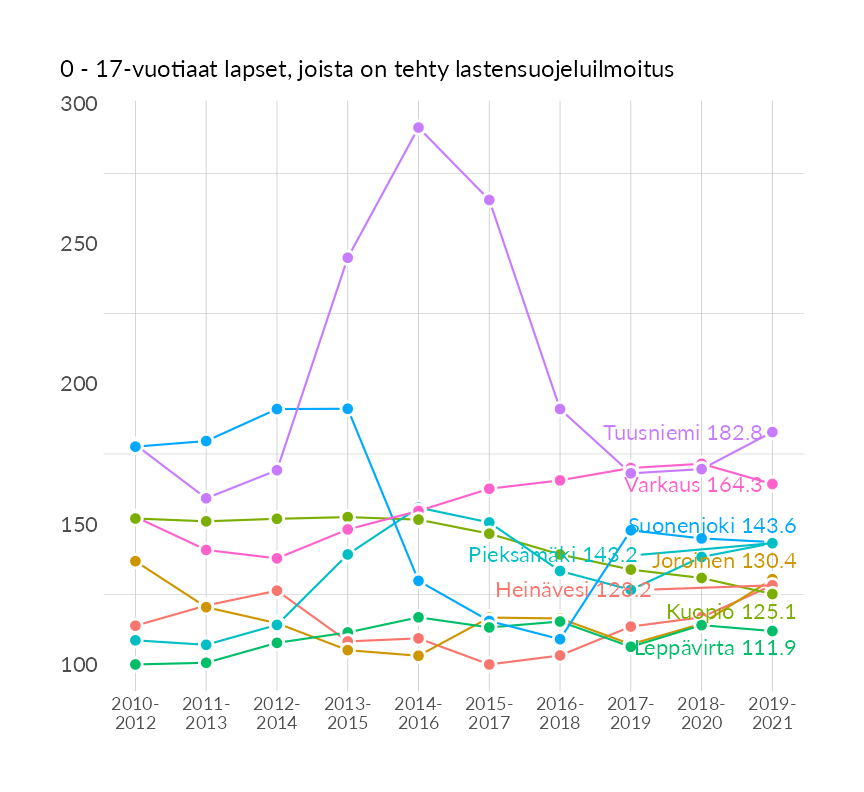 0 - 17-vuotiaat lapset, joista on tehty lastensuojeluilmoitus
300
250
200
150
100
Tuusniemi 182.8
Varkaus 164.3
Suonenjoki 143.6
Pieksämäki 143.2
Joroinen 130.4
Heinävesi 128.2
Kuopio 125.1
Leppävirta 111.9
2010-
2012
2011-
2013
2012-
2014
2013-
2015
2014-
2016
2015-
2017
2016-
2018
2017-
2019
2018-
2020
2019-
2021